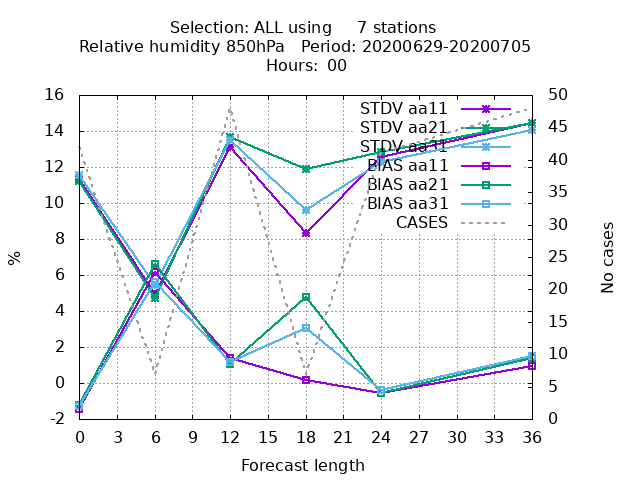 Selection: ALL using 7 stations
Relative humidity 850hPa Period: 20200629-20200705
Hours: 00
16
14
12
10
8
6
4
2
0
-2
%
50
45
40
35
30
25
20
15
10
5
0
No cases
STDV aa11
STDV aa21
STDV aa31
BIAS aa11
BIAS aa21
BIAS aa31
CASES
0 3 6 9 12 15 18 21 24 27 30 33 36
Forecast length